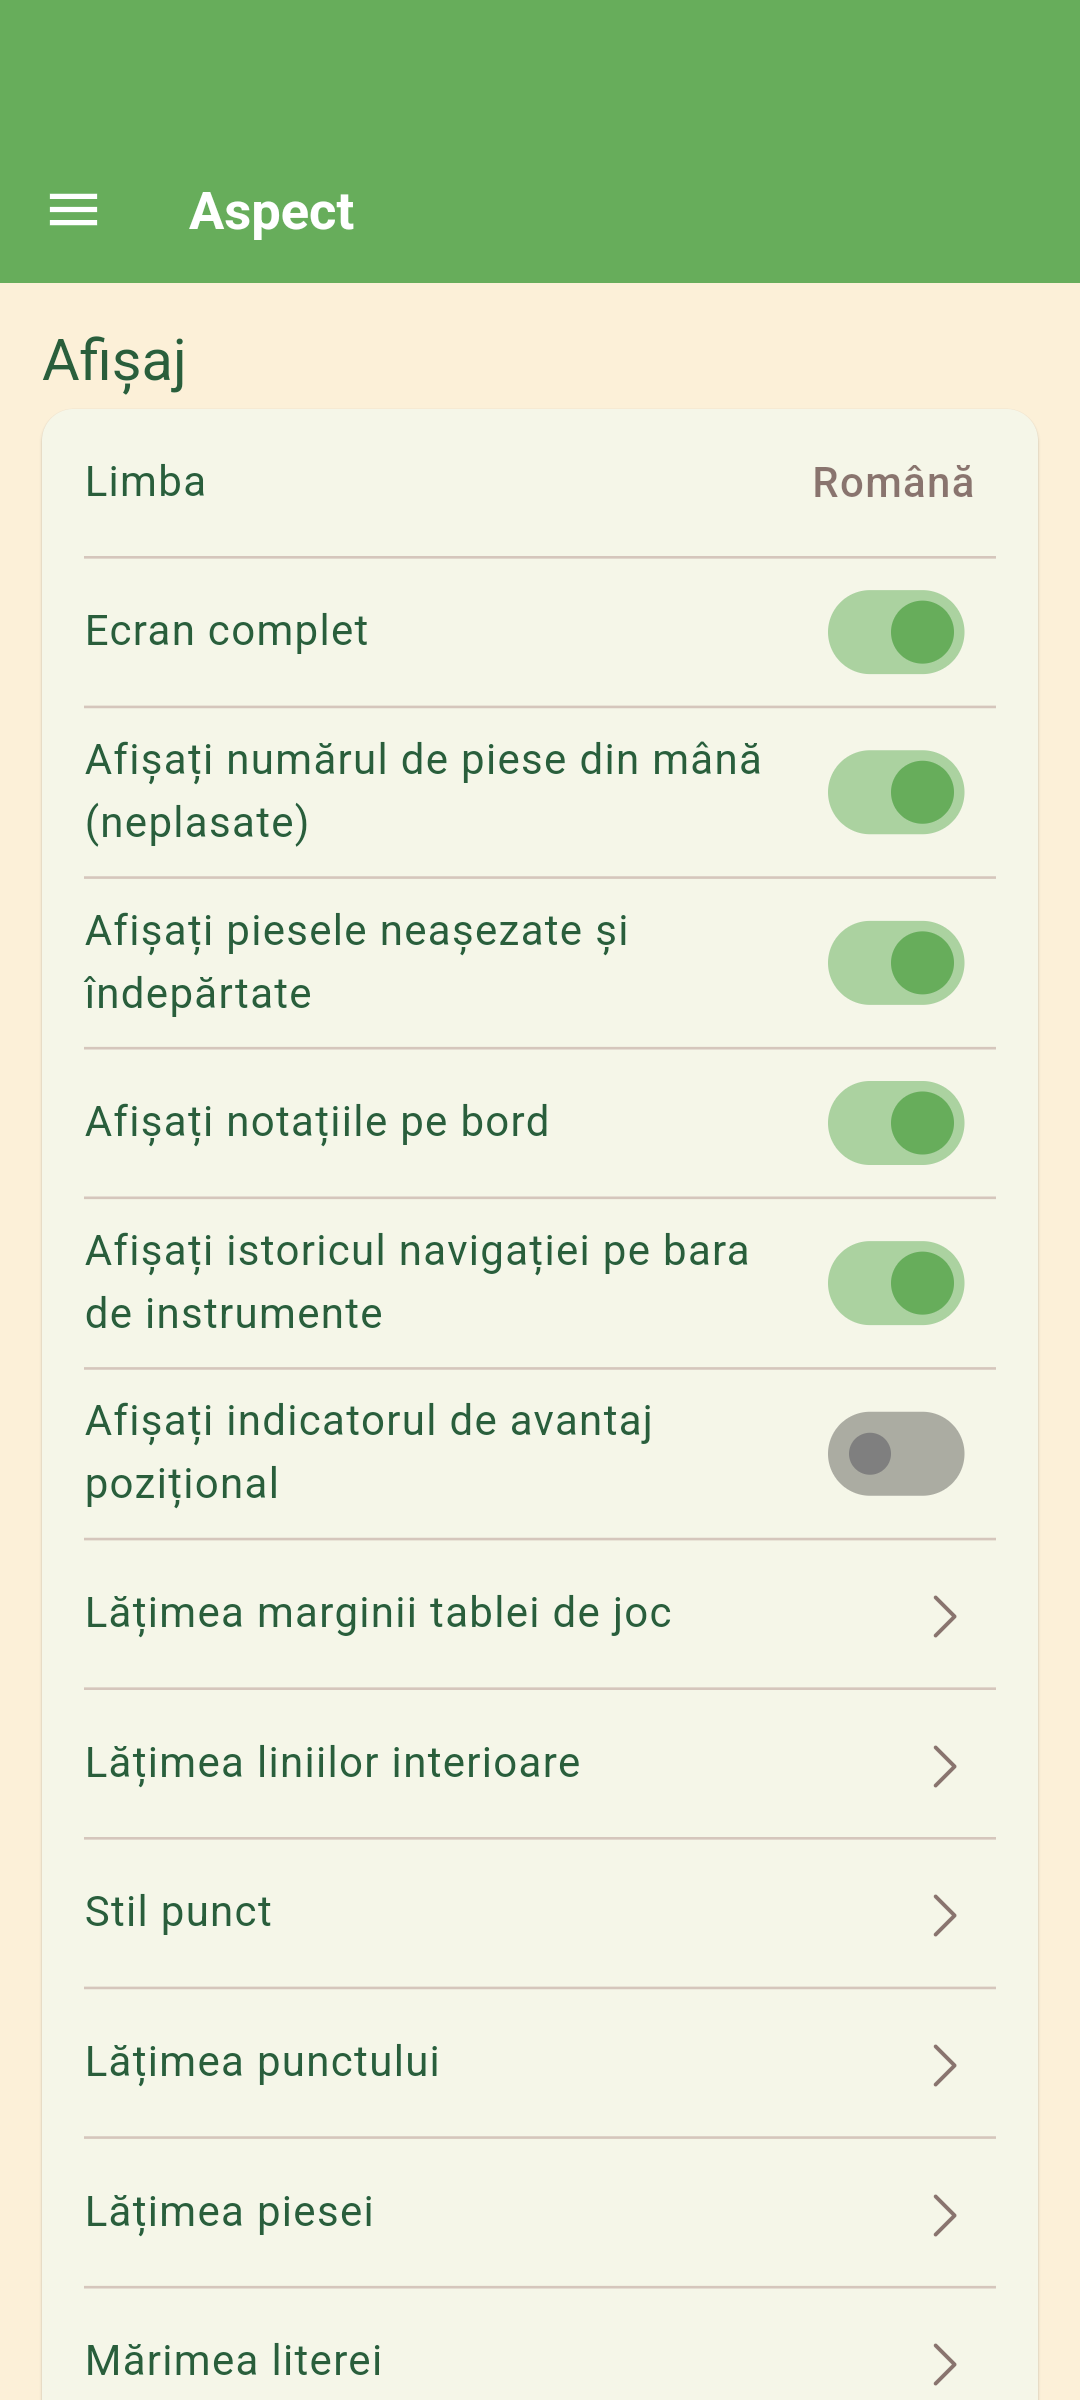 Aspect
Afișaj
Limba
Română
Ecran complet
Afișați numărul de piese din mână
(neplasate)
Afișați piesele neașezate și
îndepărtate
Afișați notațiile pe bord
Afișați istoricul navigației pe bara
de instrumente
Afișați indicatorul de avantaj
pozițional
Lățimea marginii tablei de joc
Lățimea liniilor interioare
Stil punct
Lățimea punctului
Lățimea piesei
Mărimea literei